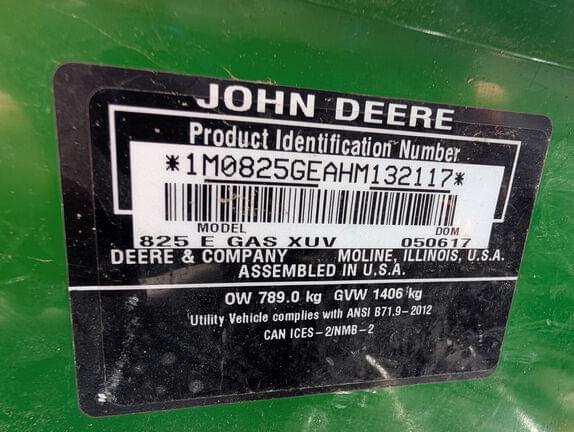 JOHN DEERE
Product Identification Number
*1M0825GEAHM132117*
MODEL DOM
825 E GAS XUV 050617
DEERE & COMPANY MOLINE, ILLINOIS, U.S.A.
ASSEMBLED IN U.S.A.
OW 789.0 kg GVW 1406 kg
Utility Vehicle complies with ANSI B71.9-2012
CAN ICES-2/NMB-2